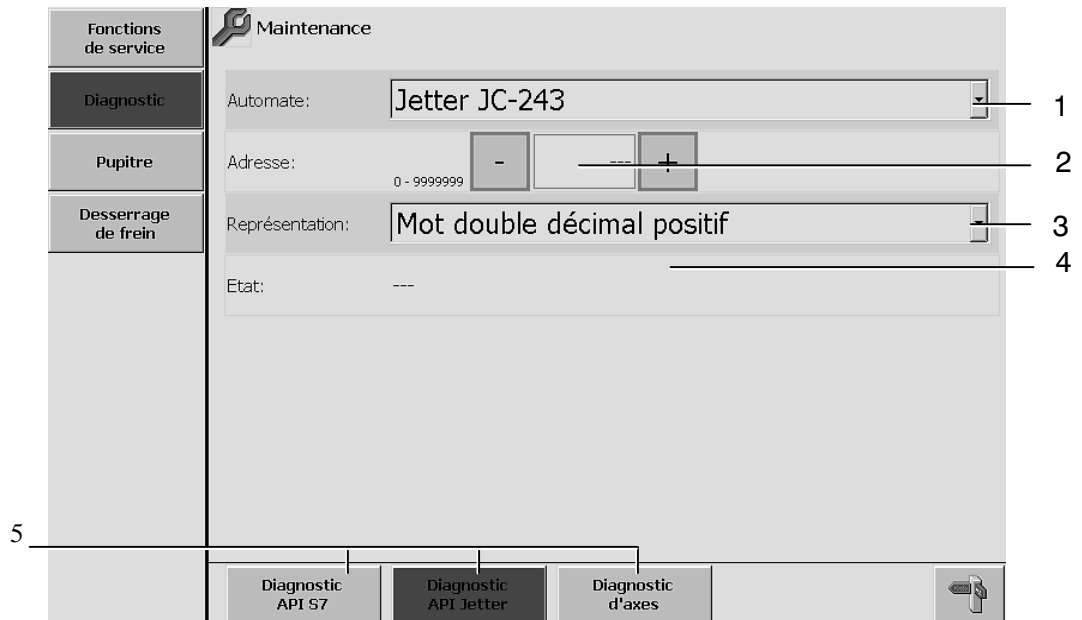 Fonctions
de service
Maintenance
Diagnostic
Automate:
Jetter JC-243
1
Pupitre
Adresse:
0 - 9999999
-
---
+
2
Desserrage
de frein
Représentation:
Mot double décimal positif
3
4
Etat:
---
5
Diagnostic
API S7
Diagnostic
API Jetter
Diagnostic
d'axes